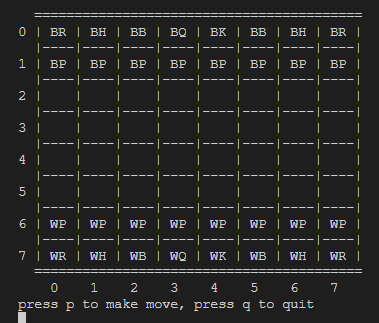 =========================================
0 | BR | BH | BB | BQ | BK | BB | BH | BR |
|----|----|----|----|----|----|----|----|
1 | BP | BP | BP | BP | BP | BP | BP | BP |
|----|----|----|----|----|----|----|----|
2 |    |    |    |    |    |    |    |    |
|----|----|----|----|----|----|----|----|
3 |    |    |    |    |    |    |    |    |
|----|----|----|----|----|----|----|----|
4 |    |    |    |    |    |    |    |    |
|----|----|----|----|----|----|----|----|
5 |    |    |    |    |    |    |    |    |
|----|----|----|----|----|----|----|----|
6 | WP | WP | WP | WP | WP | WP | WP | WP |
|----|----|----|----|----|----|----|----|
7 | WR | WH | WB | WQ | WK | WB | WH | WR |
=========================================
0 1 2 3 4 5 6 7
press p to make move, press q to quit